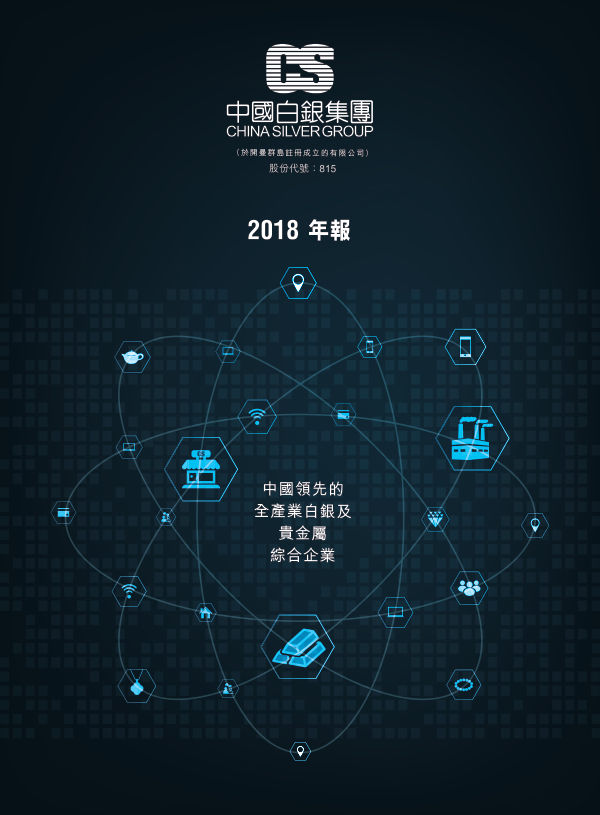 CS
中國白銀集團
CHINA SILVER GROUP
（於開曼群島註冊成立的有限公司）
股份代號：815
2018 年報
CS
中國領先的
全產業白銀及
貴金屬
綜合企業